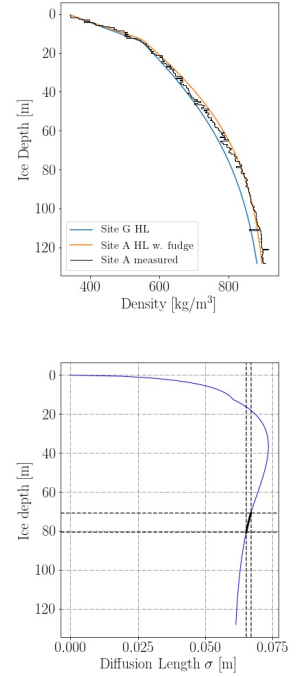 0
20
40
60
80
100
120
Ice Depth [m]
Site G HL
Site A HL w. fudge
Site A measured
400 600 800
Density [kg/m³]
0
20
40
60
80
100
120
Ice depth [m]
0.000 0.025 0.050 0.075
Diffusion Length σ [m]